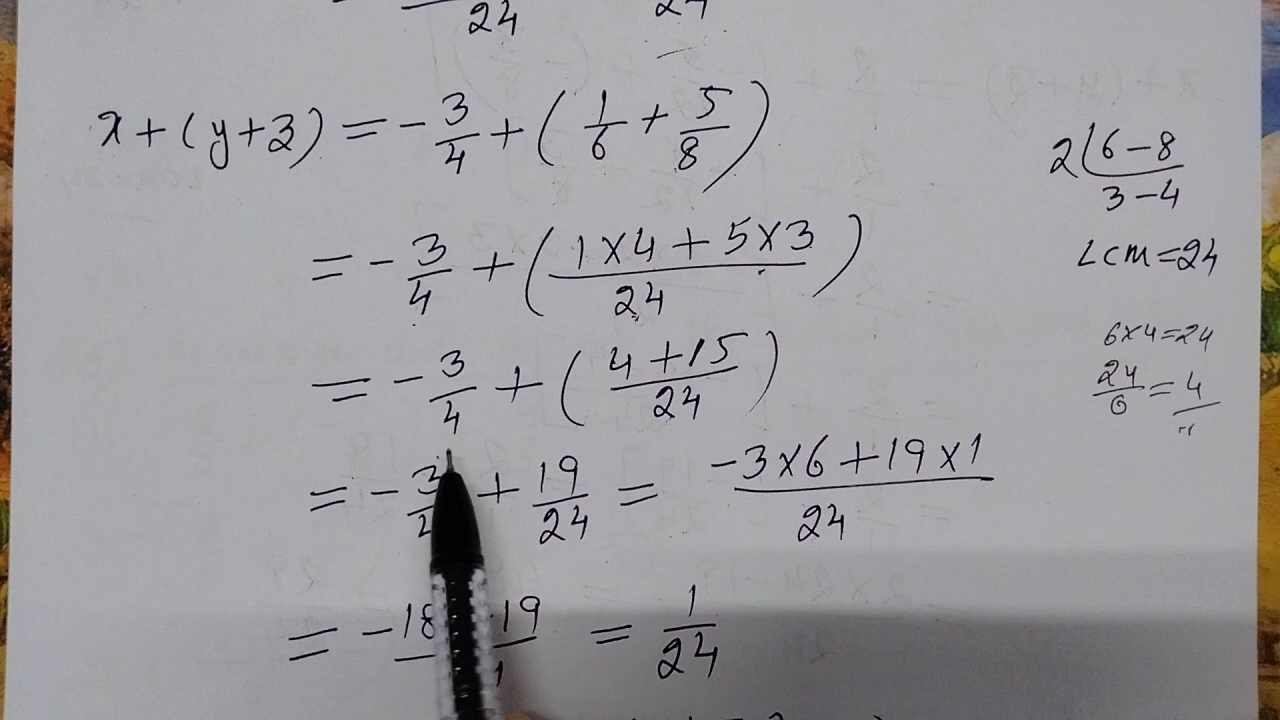 24 24
x+(y+z) = -3/4 + (1/6 + 5/8)
= -3/4 + (1×4 + 5×3 / 24)
= -3/4 + (4+15 / 24)
= -3/ + 19/24 = -3×6+19×1 / 24
= -18 19 = 1/24
2(6-8
3-4
Lcm=24
6×4=24
24/6 = 4